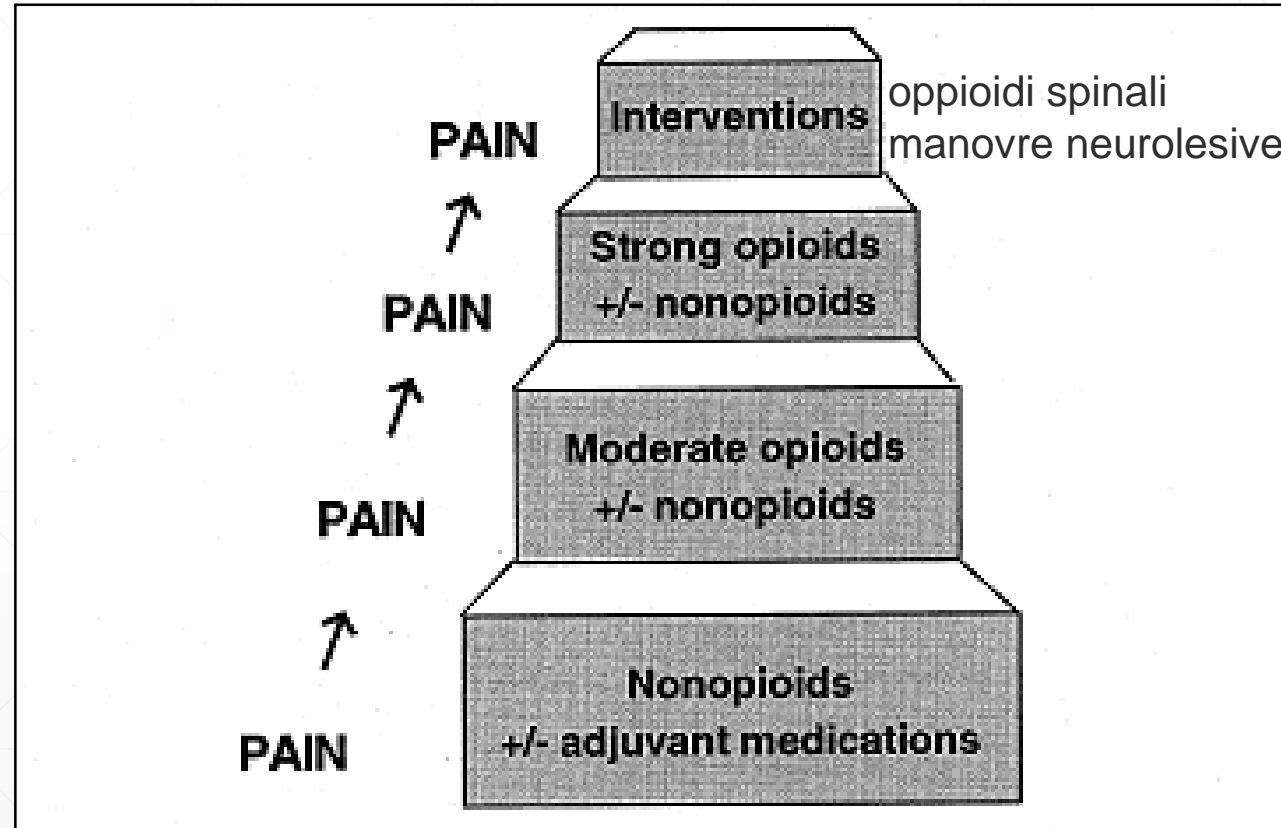 Interventions
oppioidi spinali
manovre neurolesive
PAIN
Strong opioids
+/- nonopioids
PAIN
Moderate opioids
+/- nonopioids
PAIN
Nonopioids
+/- adjuvant medications
PAIN